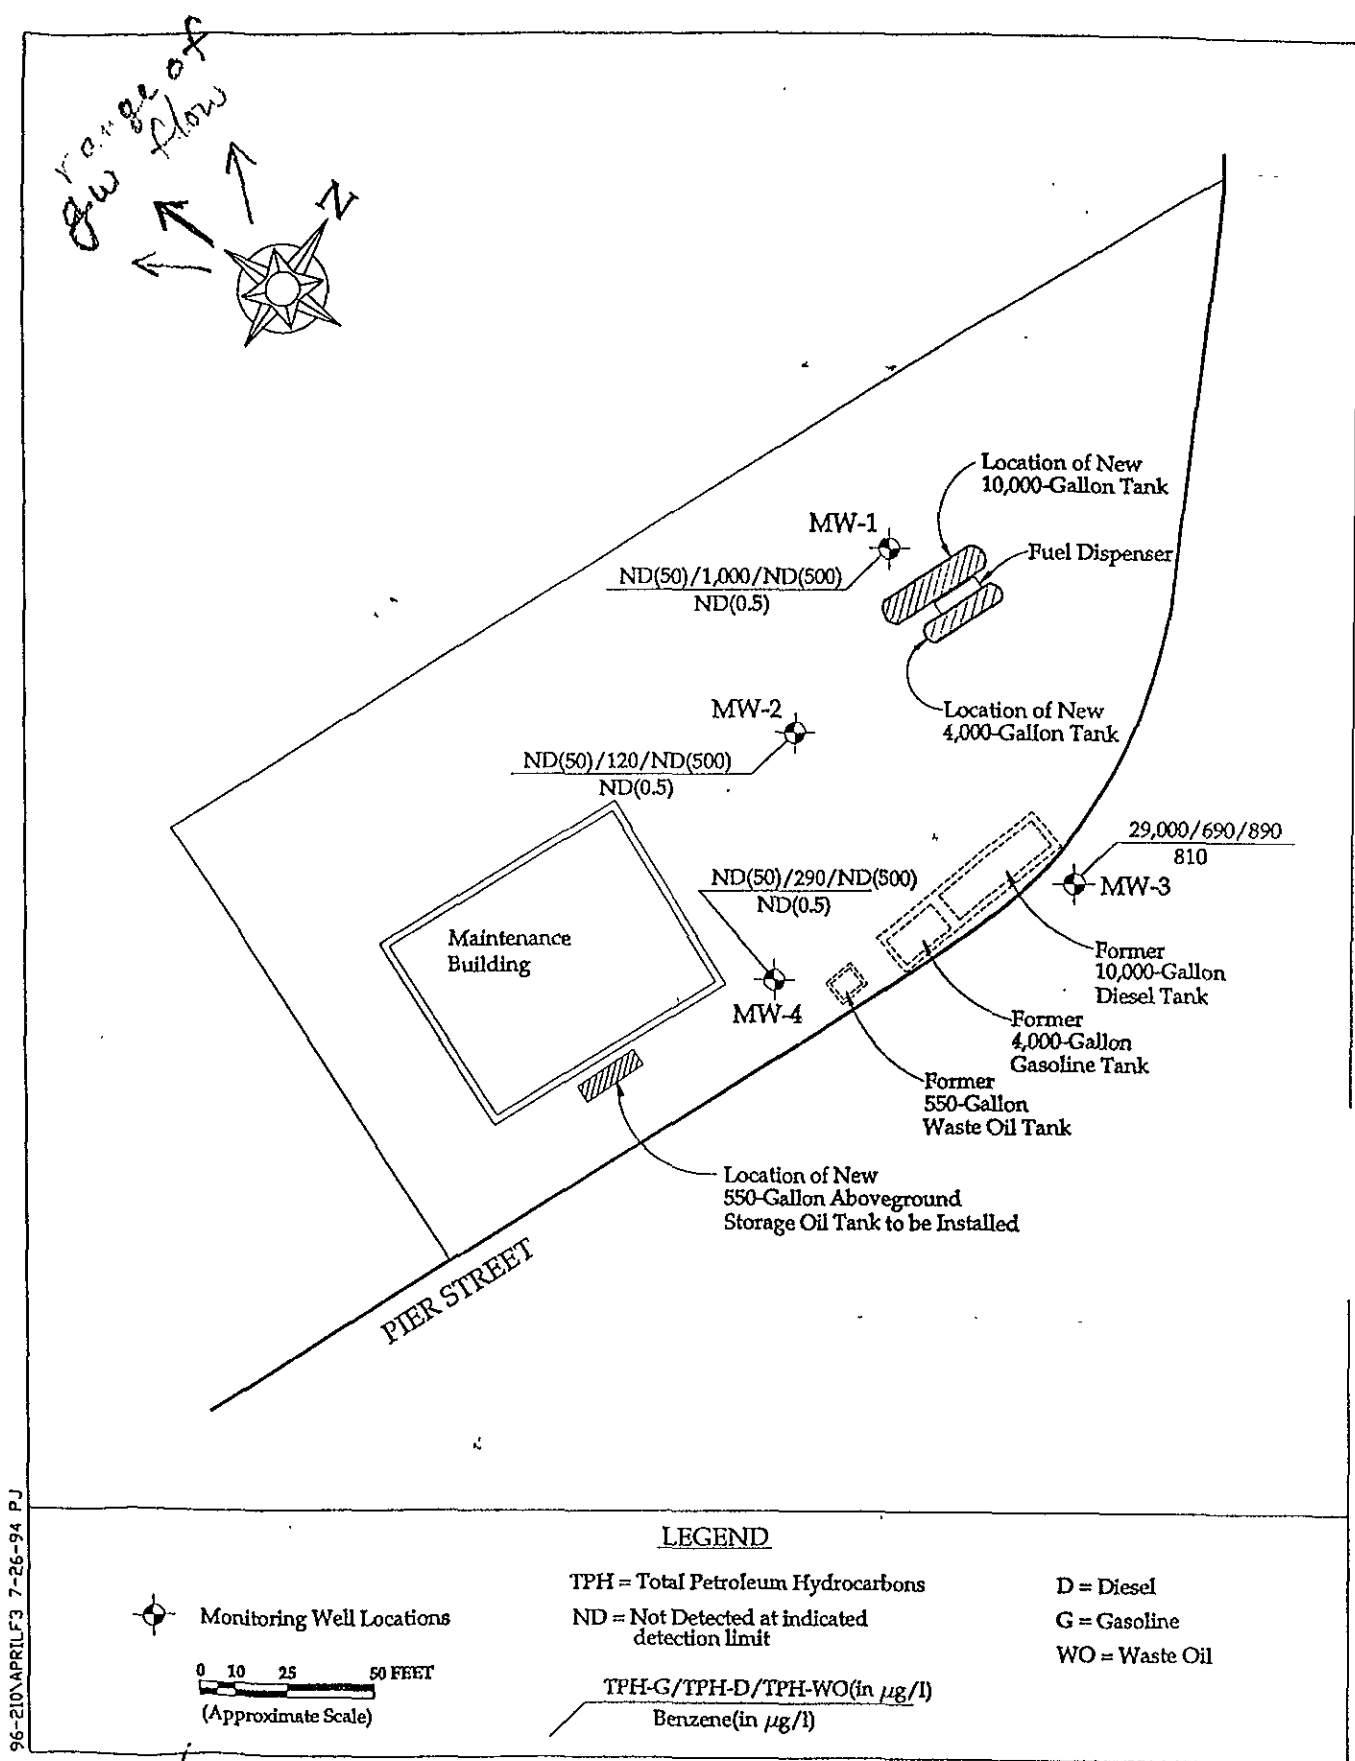 range of
gw flow
N
Location of New
10,000-Gallon Tank
MW-1
Fuel Dispenser
ND(50)/1,000/ND(500)
ND(0.5)
MW-2
Location of New
4,000-Gallon Tank
ND(50)/120/ND(500)
ND(0.5)
29,000/690/890
810
MW-3
ND(50)/290/ND(500)
ND(0.5)
Maintenance
Building
MW-4
Former
10,000-Gallon
Diesel Tank
Former
4,000-Gallon
Gasoline Tank
Former
550-Gallon
Waste Oil Tank
Location of New
550-Gallon Aboveground
Storage Oil Tank to be Installed
PIER STREET
96-210\APRILF3 7-26-94 PJ
LEGEND
Monitoring Well Locations
0 10 25 50 FEET
(Approximate Scale)
TPH = Total Petroleum Hydrocarbons
ND = Not Detected at indicated
detection limit
TPH-G/TPH-D/TPH-WO(in µg/l)
Benzene(in µg/l)
D = Diesel
G = Gasoline
WO = Waste Oil